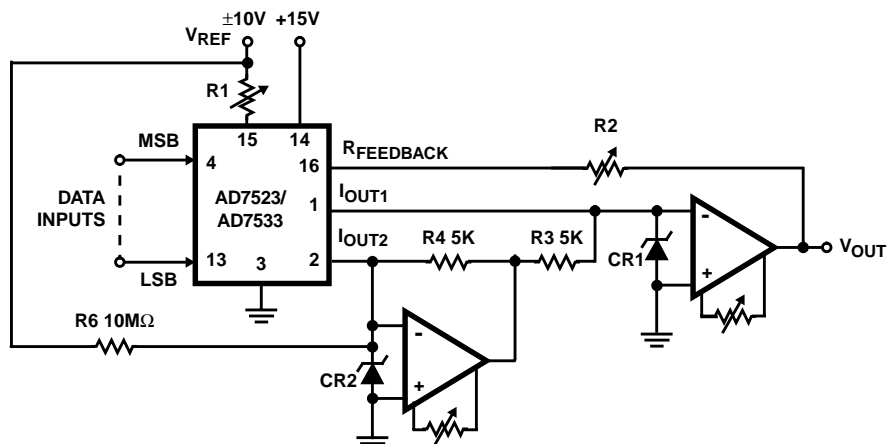 ±10V +15V
VREF
R1
MSB
15 14
4 16 RFEEDBACK R2
DATA INPUTS
AD7523/
AD7533
1 IOUT1
IOUT2
13 3 2
LSB
R4 5K R3 5K
- 
+
CR1
VOUT
R6 10MΩ
-
+
CR2